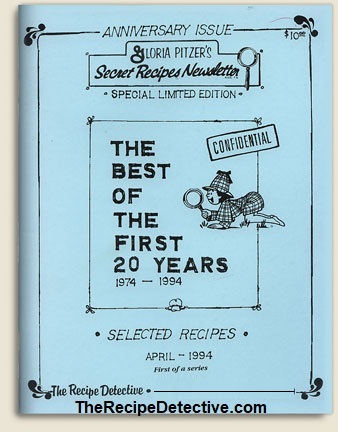 ANNIVERSARY ISSUE
$10.00
GLORIA PITZER'S
Secret Recipes Newsletter
• SPECIAL LIMITED EDITION •
CONFIDENTIAL
THE
BEST
OF
THE
FIRST
20 YEARS
1974 — 1994
• SELECTED RECIPES •
APRIL - 1994
First of a series
The Recipe Detective •
TheRecipeDetective.com